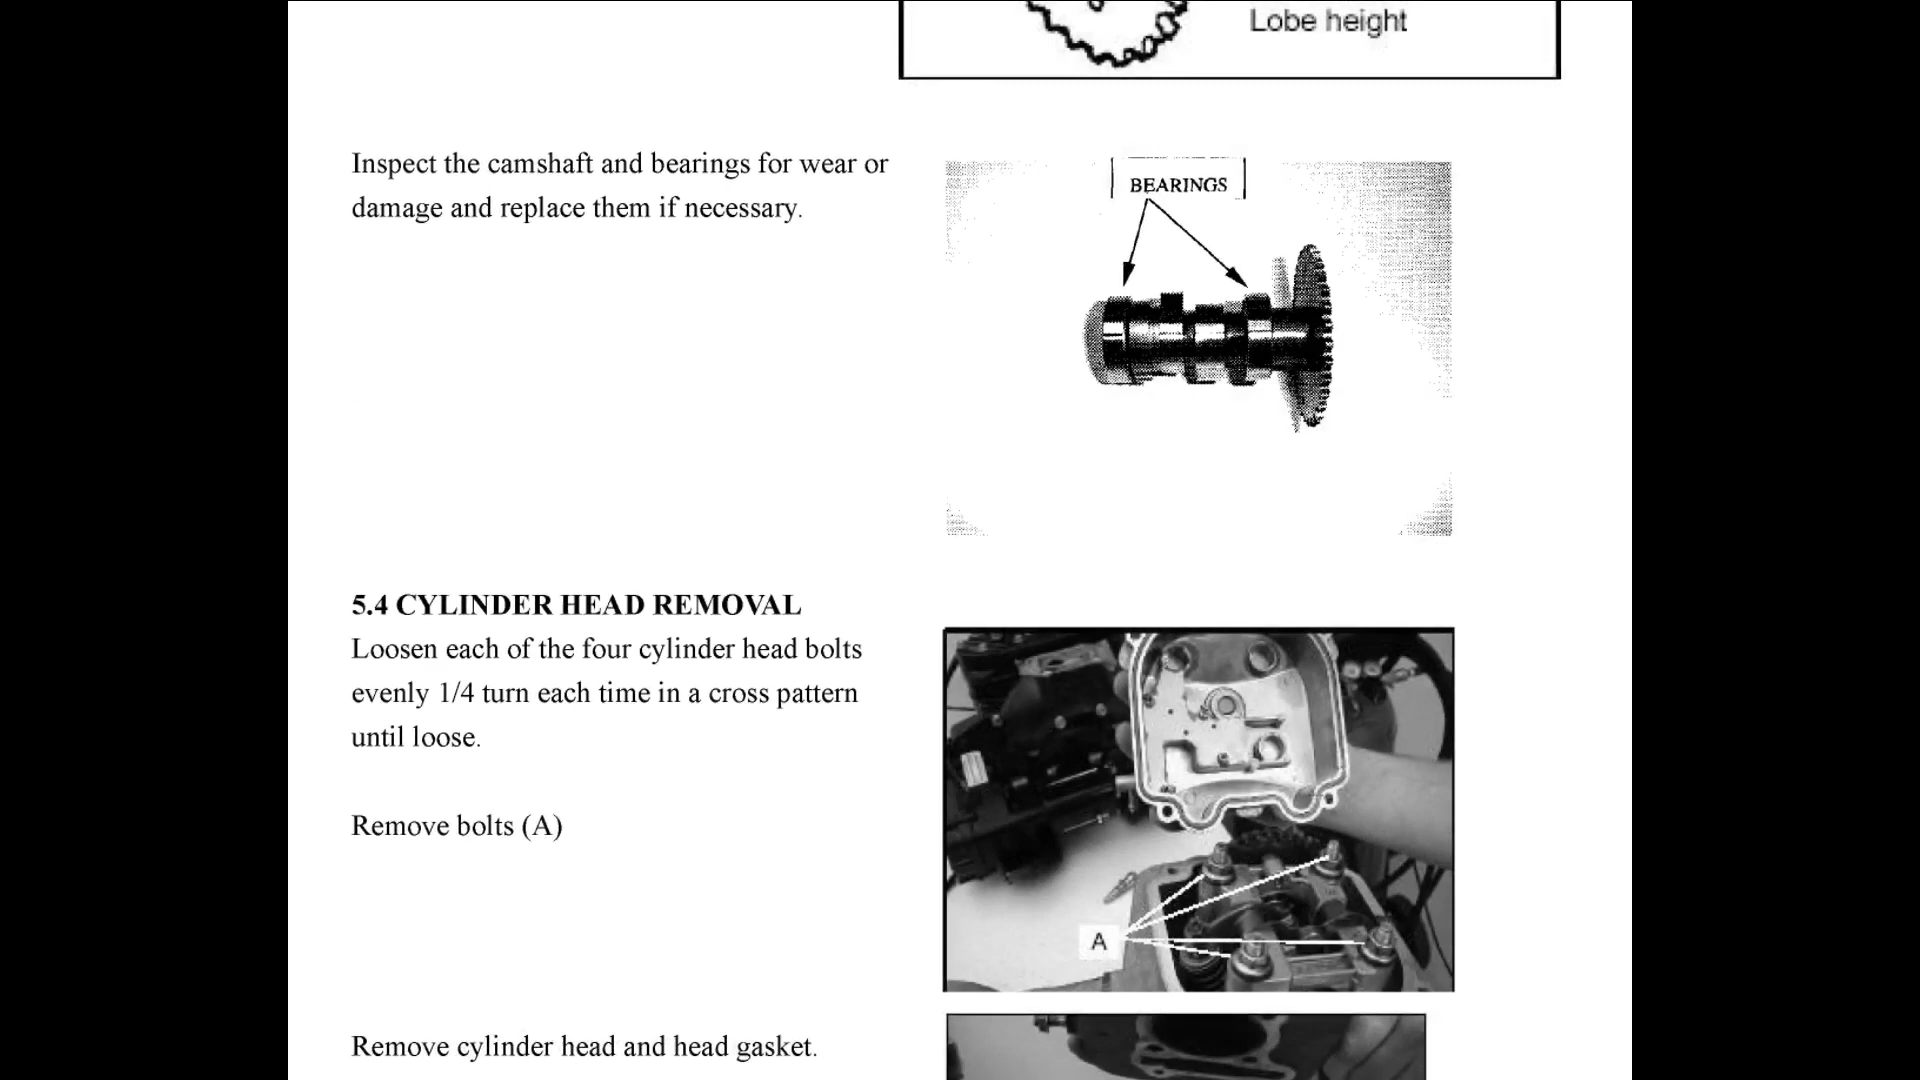 Lobe height
Inspect the camshaft and bearings for wear or
damage and replace them if necessary.
BEARINGS
5.4 CYLINDER HEAD REMOVAL
Loosen each of the four cylinder head bolts
evenly 1/4 turn each time in a cross pattern
until loose.
Remove bolts (A)
A
Remove cylinder head and head gasket.